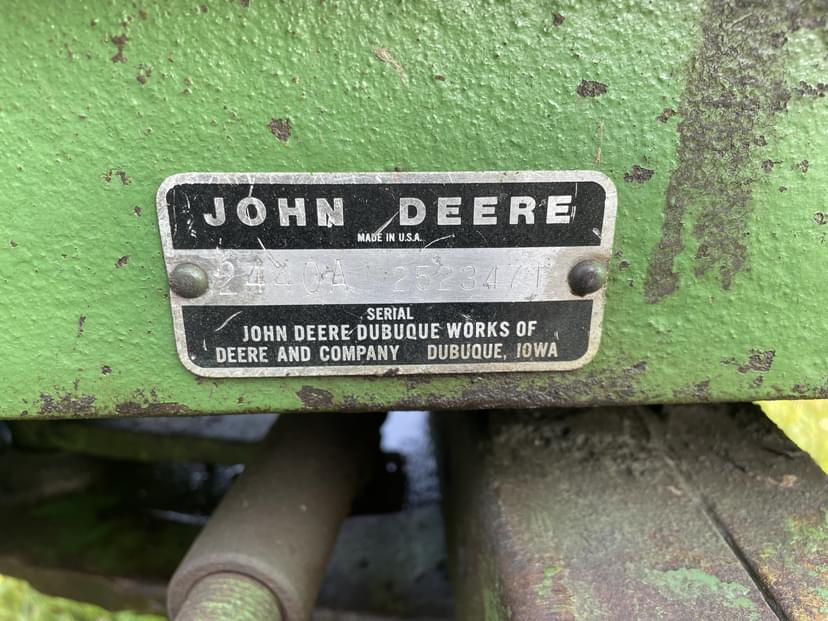 JOHN DEERE
MADE IN U.S.A.
2440A 252347T
SERIAL
JOHN DEERE DUBUQUE WORKS OF
DEERE AND COMPANY DUBUQUE, IOWA